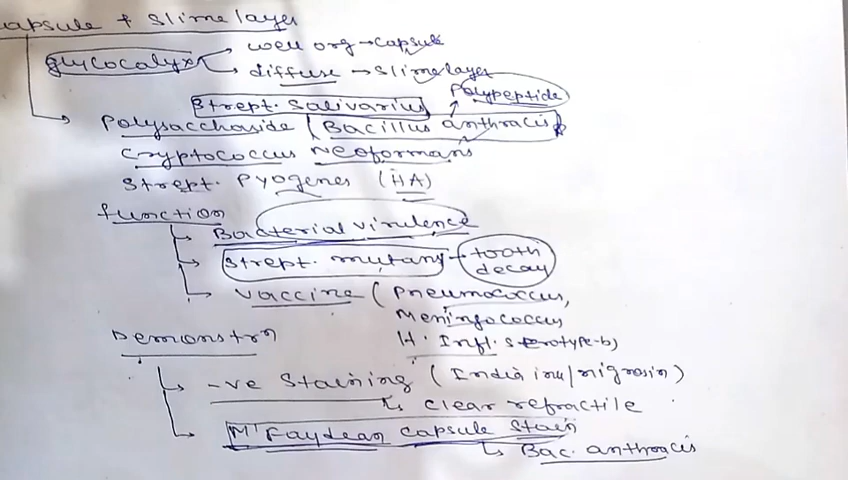 capsule + slime layer
glycocalyx → well org → capsule
→ diffuse → slime layer
Strept. salivarius Polypeptide
Polysaccharide (Bacillus anthracis)
Cryptococcus neoformans
Strept. Pyogenes (HA)
function
Bacterial virulence
Strept. mutans → tooth decay
vaccine (Pneumococcus,
Meningococcus,
H. Infl. sterotype-b)
Demonstrn
-ve Staining (India ink/nigrosin)
↳ clear refractile
M'Faydean capsule stain
↳ Bac. anthracis